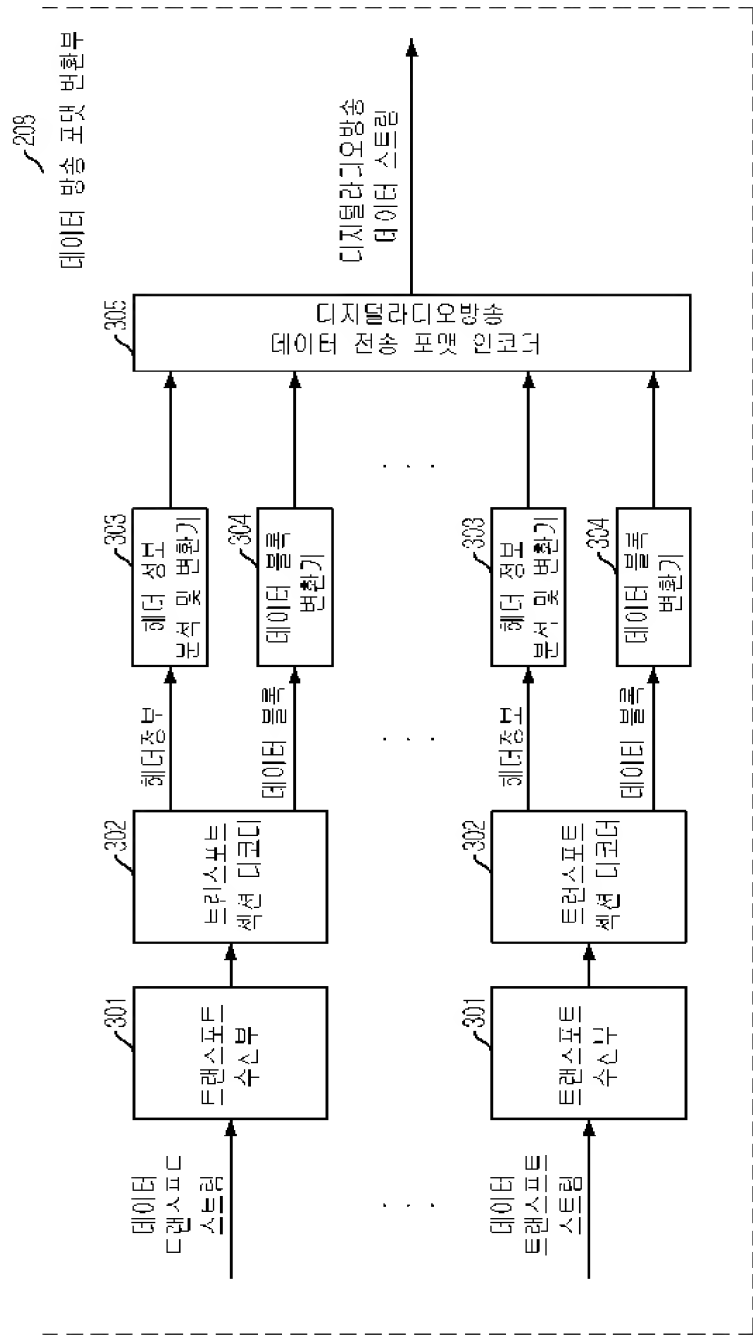 208
데이터 방송 포맷 변환부
데이터
트랜스포트
스트림
301
트랜스포트
수신부
302
트랜스포트
섹션 디코더
헤더정보
데이터 블록
303
헤더 정보
분석 및 변환기
304
데이터 블록
변환기
305
디지털라디오방송
데이터 전송 포맷 인코더
디지털라디오방송
데이터 스트림
. . .
. . .
. . .
데이터
트랜스포트
스트림
301
트랜스포트
수신부
302
트랜스포트
섹션 디코더
헤더정보
데이터 블록
303
헤더 정보
분석 및 변환기
304
데이터 블록
변환기